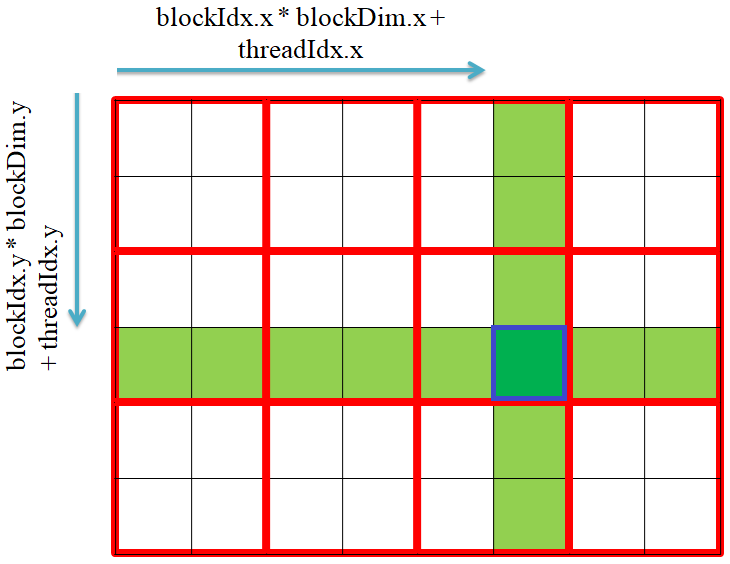 blockIdx.x * blockDim.x +
threadIdx.x
blockIdx.y * blockDim.y
+ threadIdx.y